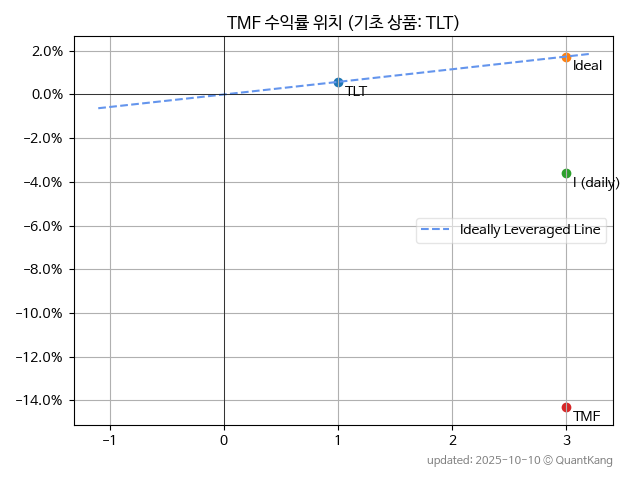 TMF 수익률 위치 (기초 상품: TLT)
2.0%
0.0%
−2.0%
−4.0%
−6.0%
−8.0%
−10.0%
−12.0%
−14.0%
Ideal
TLT
I (daily)
Ideally Leveraged Line
TMF
−1
0
1
2
3
updated: 2025-10-10 © QuantKang